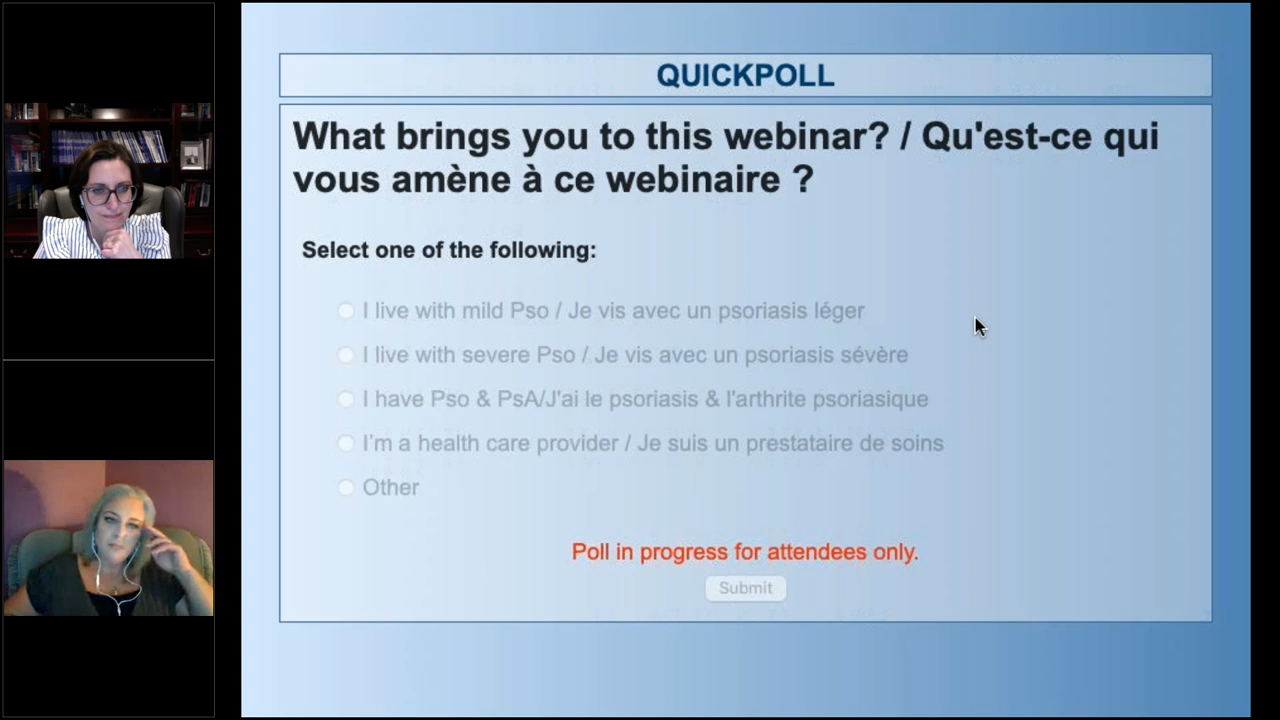 QUICKPOLL
What brings you to this webinar? / Qu'est-ce qui
vous amène à ce webinaire ?
Select one of the following:
I live with mild Pso / Je vis avec un psoriasis léger
I live with severe Pso / Je vis avec un psoriasis sévère
I have Pso & PsA/J'ai le psoriasis & l'arthrite psoriasique
I'm a health care provider / Je suis un prestataire de soins
Other
Poll in progress for attendees only.
Submit